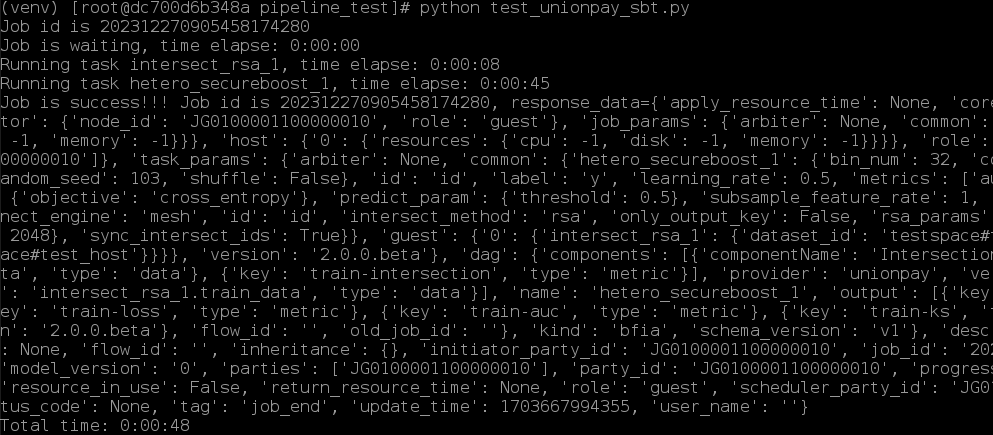 (venv) [root@dc700d6b348a pipeline_test]# python test_unionpay_sbt.py
Job id is 202312270905458174280
Job is waiting, time elapse: 0:00:00
Running task intersect_rsa_1, time elapse: 0:00:08
Running task hetero_secureboost_1, time elapse: 0:00:45
Job is success!!! Job id is 202312270905458174280, response_data={'apply_resource_time': None, 'core
tor': {'node_id': 'JG0100001100000010', 'role': 'guest'}, 'job_params': {'arbiter': None, 'common':
 -1, 'memory': -1}}}, 'host': {'0': {'resources': {'cpu': -1, 'disk': -1, 'memory': -1}}}}, 'role':
00000010']}, 'task_params': {'arbiter': None, 'common': {'hetero_secureboost_1': {'bin_num': 32, 'co
andom_seed': 103, 'shuffle': False}, 'id': 'id', 'label': 'y', 'learning_rate': 0.5, 'metrics': ['au
 {'objective': 'cross_entropy'}, 'predict_param': {'threshold': 0.5}, 'subsample_feature_rate': 1,
nect_engine': 'mesh', 'id': 'id', 'intersect_method': 'rsa', 'only_output_key': False, 'rsa_params'
 2048}, 'sync_intersect_ids': True}}, 'guest': {'0': {'intersect_rsa_1': {'dataset_id': 'testspace#t
ace#test_host'}}}}, 'version': '2.0.0.beta'}, 'dag': {'components': [{'componentName': 'Intersection
ta', 'type': 'data'}, {'key': 'train-intersection', 'type': 'metric'}], 'provider': 'unionpay', 've
': 'intersect_rsa_1.train_data', 'type': 'data'}], 'name': 'hetero_secureboost_1', 'output': [{'key
ey': 'train-loss', 'type': 'metric'}, {'key': 'train-auc', 'type': 'metric'}, {'key': 'train-ks', 't
n': '2.0.0.beta'}, 'flow_id': '', 'old_job_id': ''}, 'kind': 'bfia', 'schema_version': 'v1'}, 'desc
: None, 'flow_id': '', 'inheritance': {}, 'initiator_party_id': 'JG0100001100000010', 'job_id': '202
'model_version': '0', 'parties': ['JG0100001100000010'], 'party_id': 'JG0100001100000010', 'progres
'resource_in_use': False, 'return_resource_time': None, 'role': 'guest', 'scheduler_party_id': 'JG01
tus_code': None, 'tag': 'job_end', 'update_time': 1703667994355, 'user_name': ''}
Total time: 0:00:48